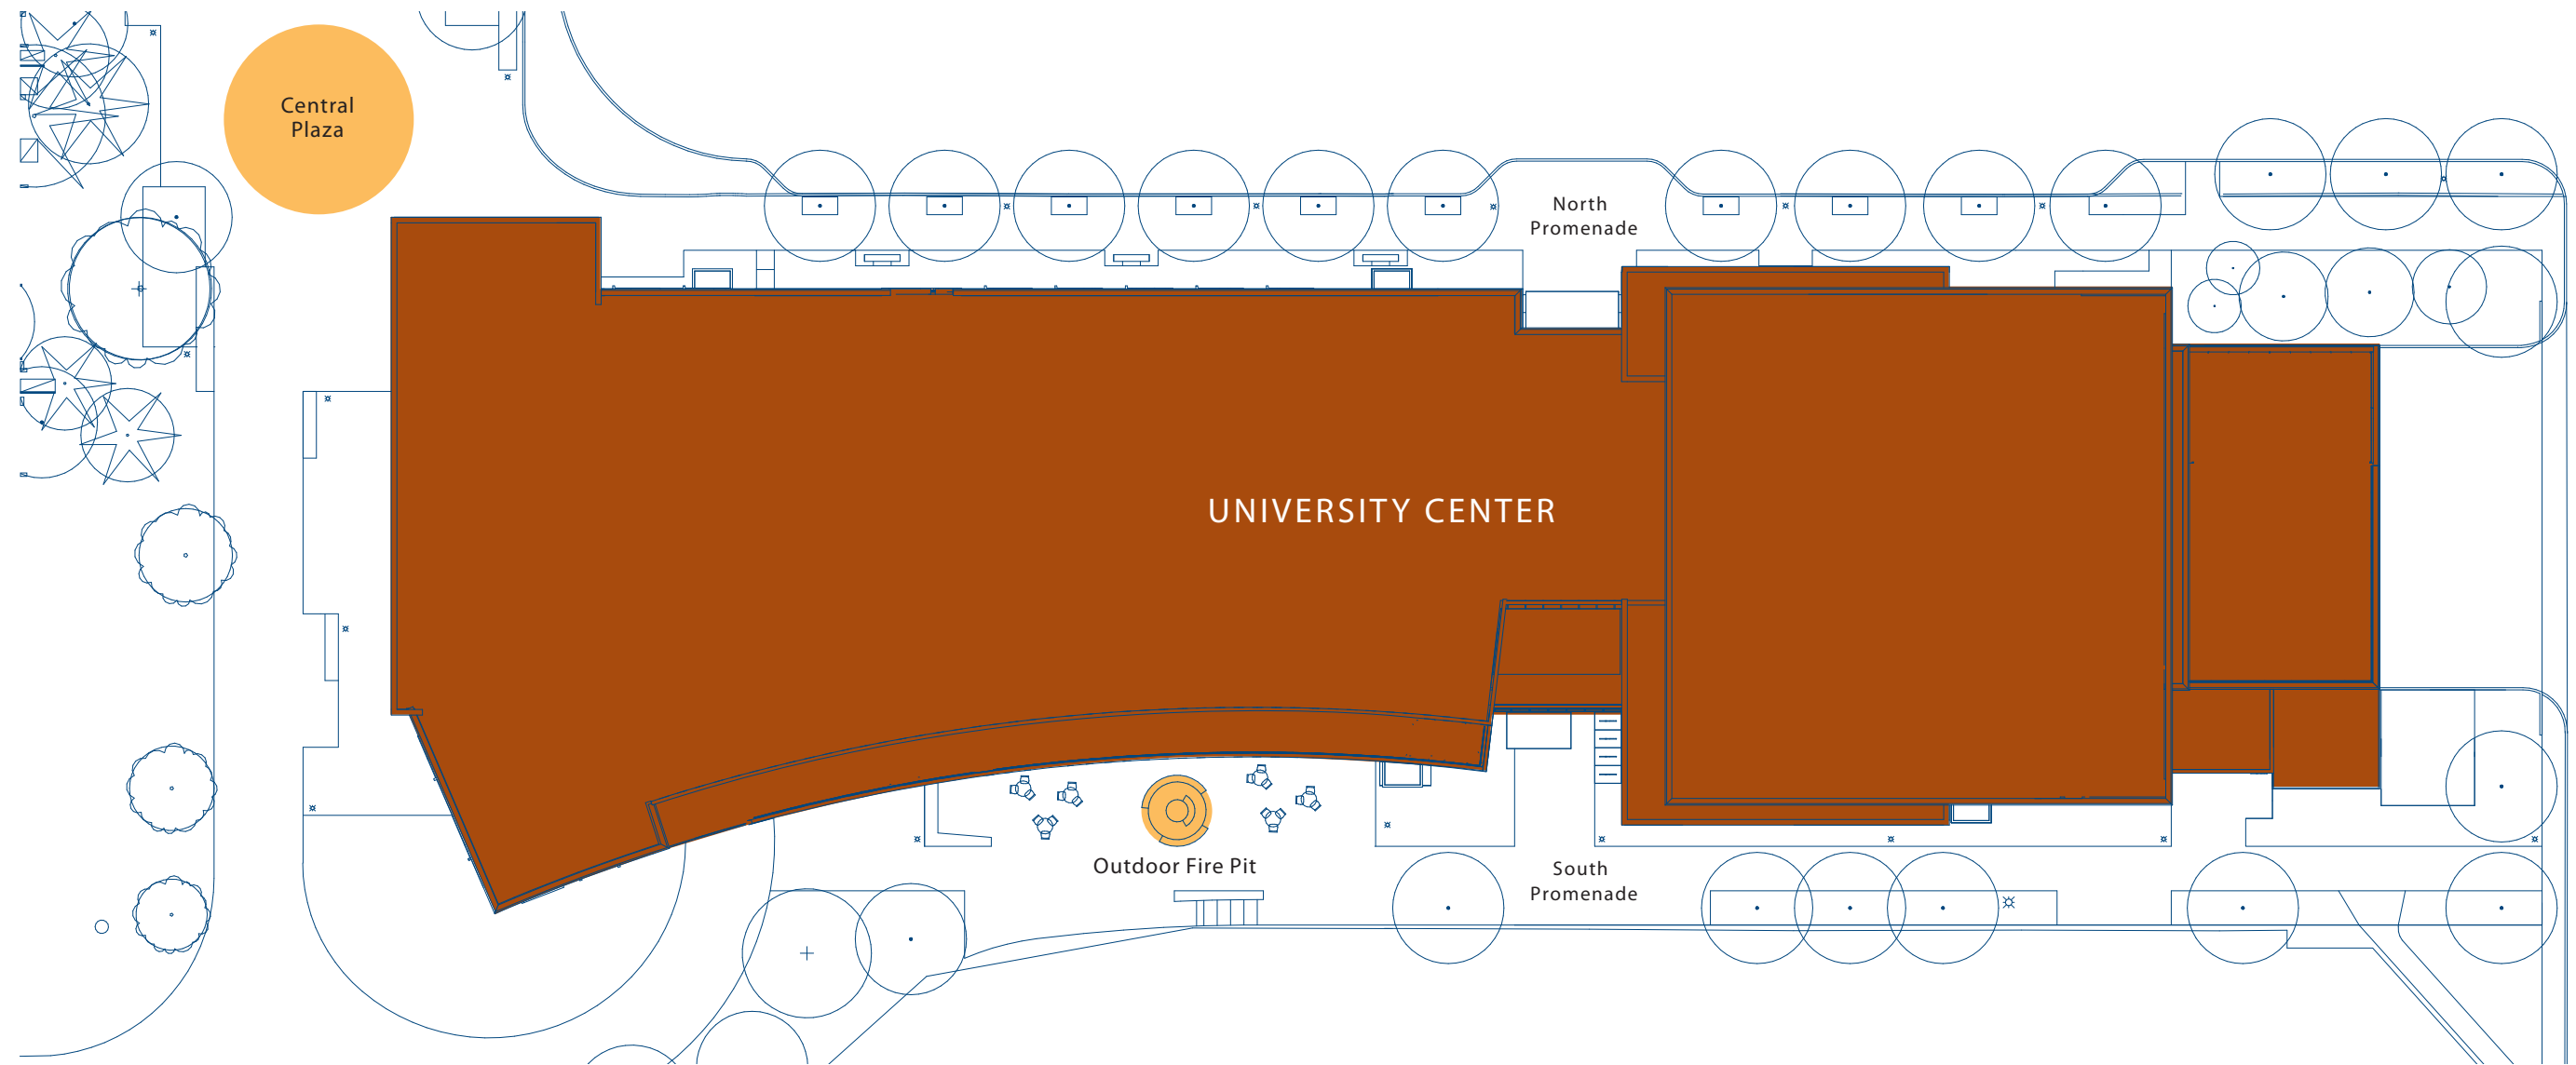 Central
Plaza
North
Promenade
UNIVERSITY CENTER
Outdoor Fire Pit
South
Promenade